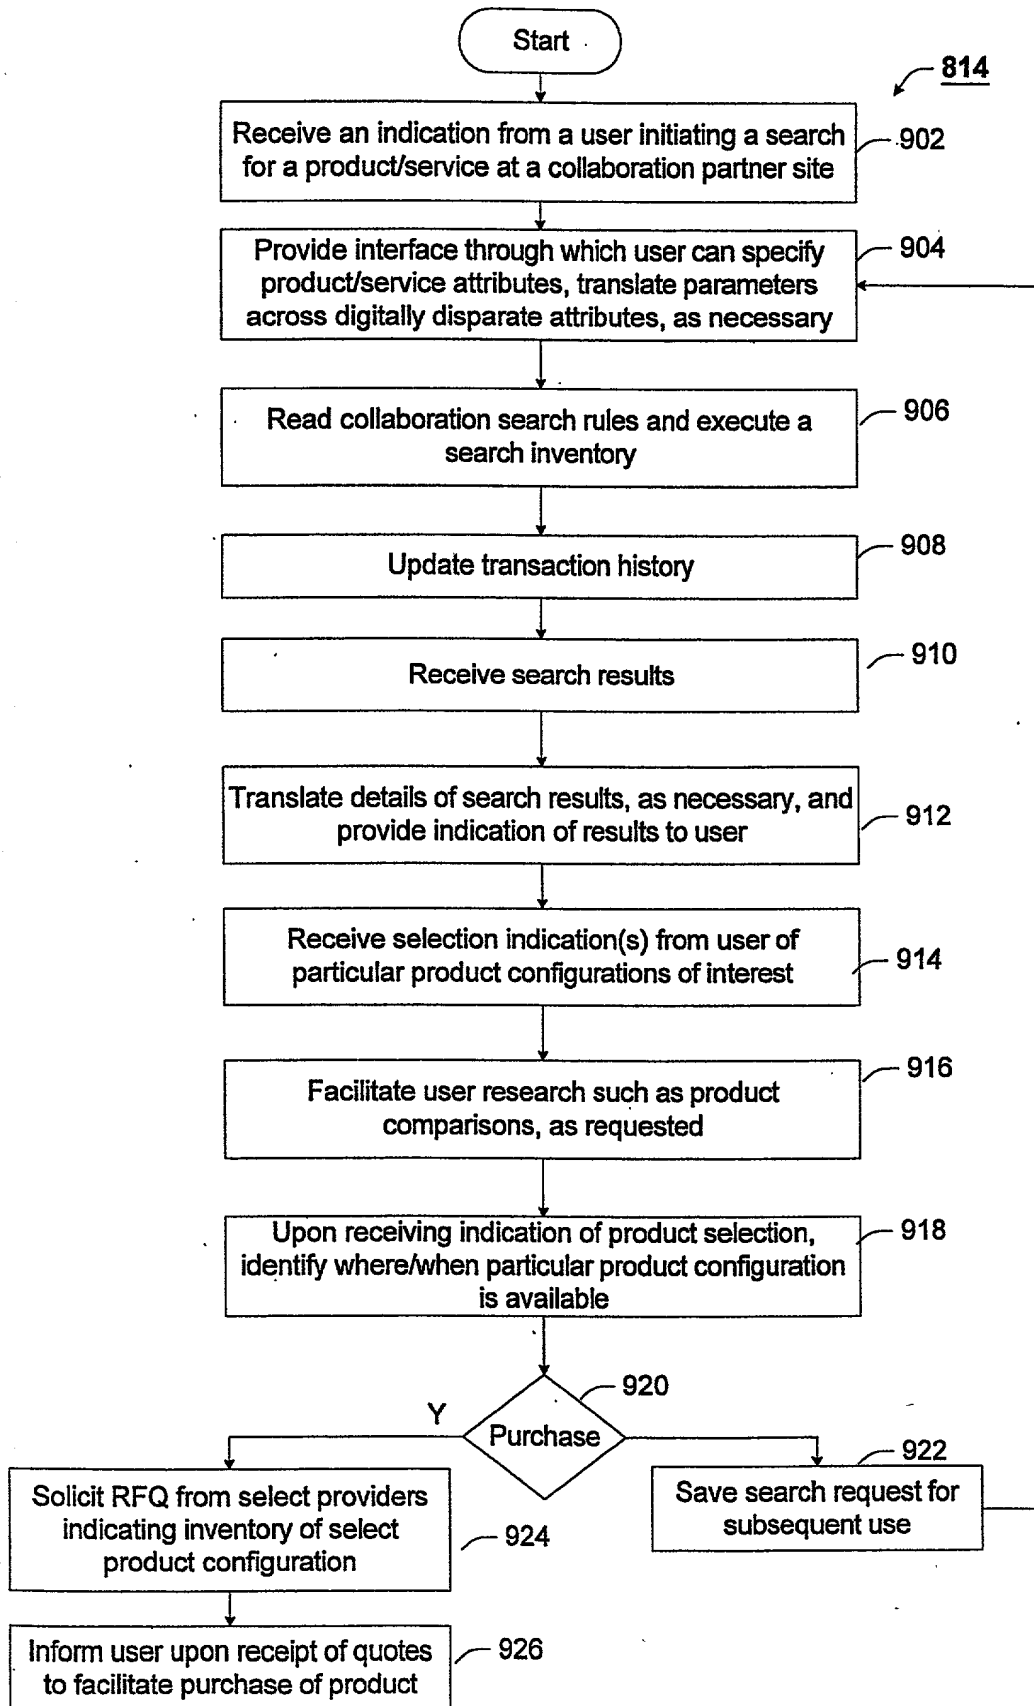 Start
814
Receive an indication from a user initiating a search
for a product/service at a collaboration partner site
902
Provide interface through which user can specify
product/service attributes, translate parameters
across digitally disparate attributes, as necessary
904
Read collaboration search rules and execute a
search inventory
906
Update transaction history
908
Receive search results
910
Translate details of search results, as necessary, and
provide indication of results to user
912
Receive selection indication(s) from user of
particular product configurations of interest
914
Facilitate user research such as product
comparisons, as requested
916
Upon receiving indication of product selection,
identify where/when particular product configuration
is available
918
920
Y
Purchase
922
Save search request for
subsequent use
Solicit RFQ from select providers
indicating inventory of select
product configuration
924
Inform user upon receipt of quotes
to facilitate purchase of product
926